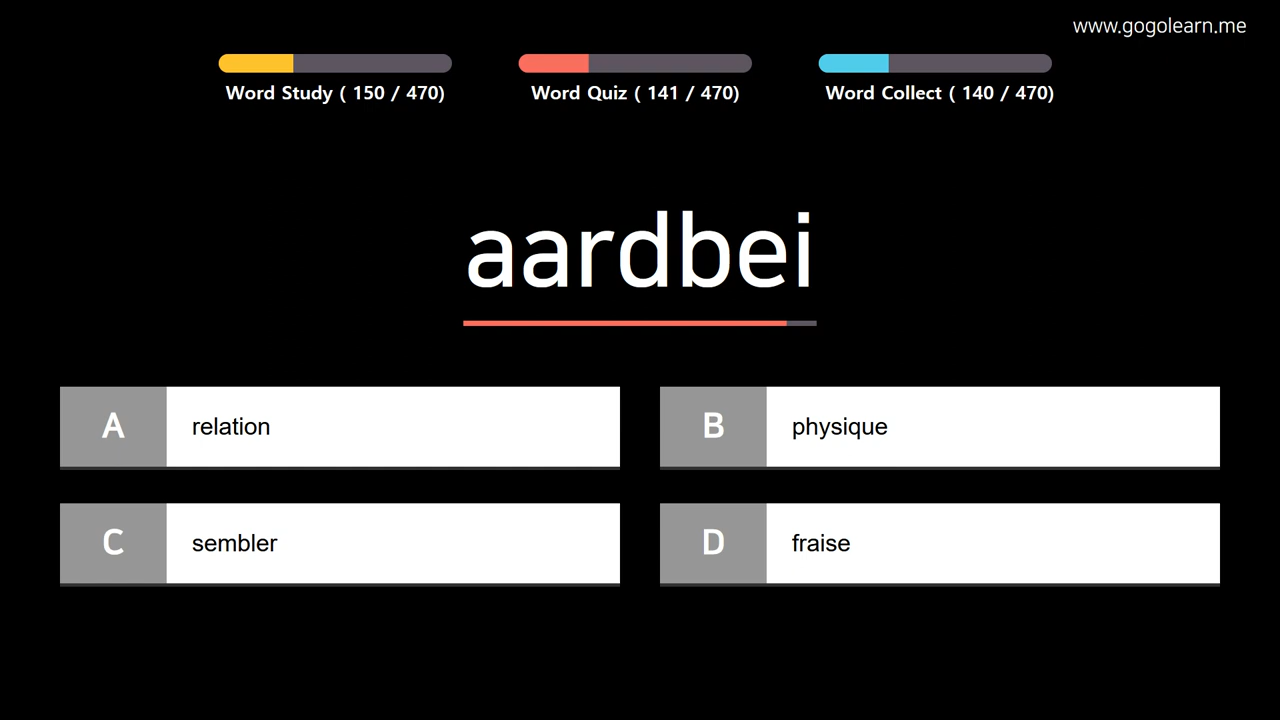 www.gogolearn.me
Word Study ( 150 / 470)
Word Quiz ( 141 / 470)
Word Collect ( 140 / 470)
aardbei
A relation
B physique
C sembler
D fraise